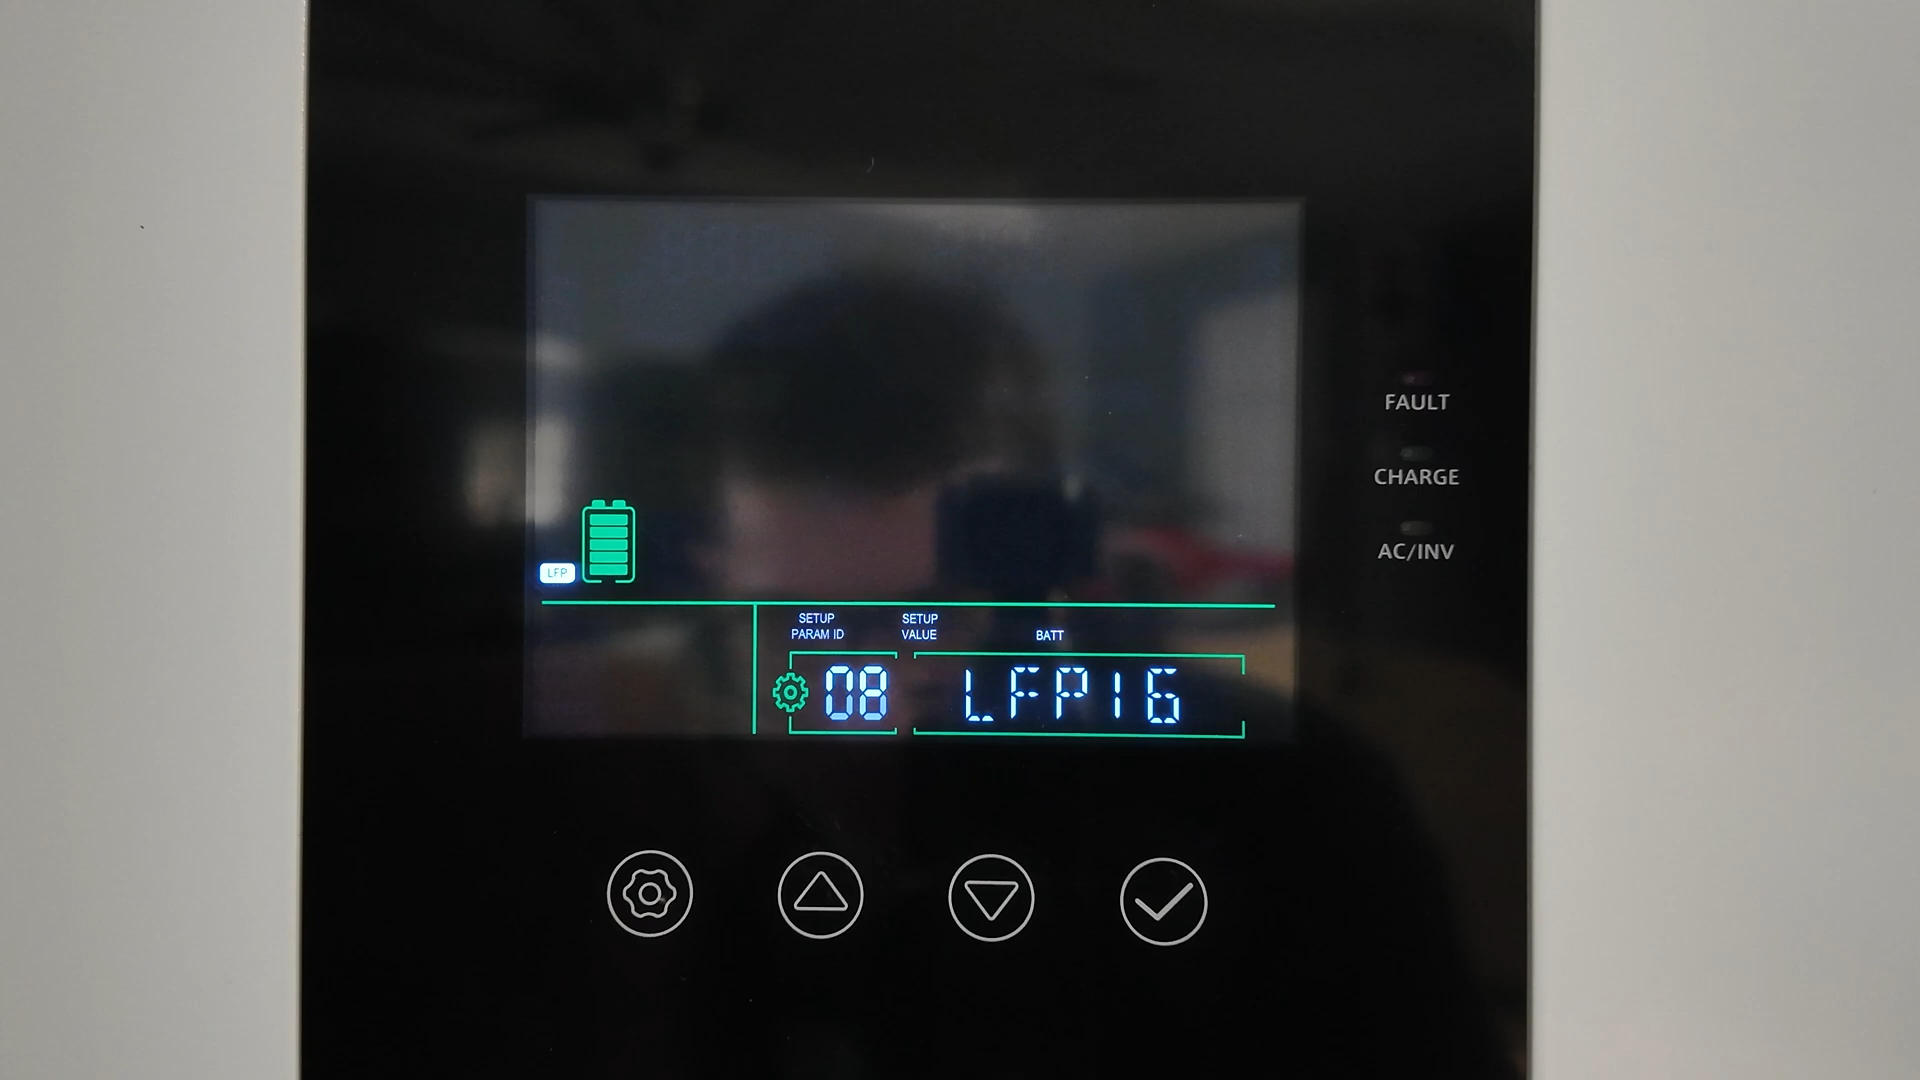 FAULT
CHARGE
AC/INV
LFP
SETUP PARAM ID
SETUP VALUE
BATT
08
LFP16